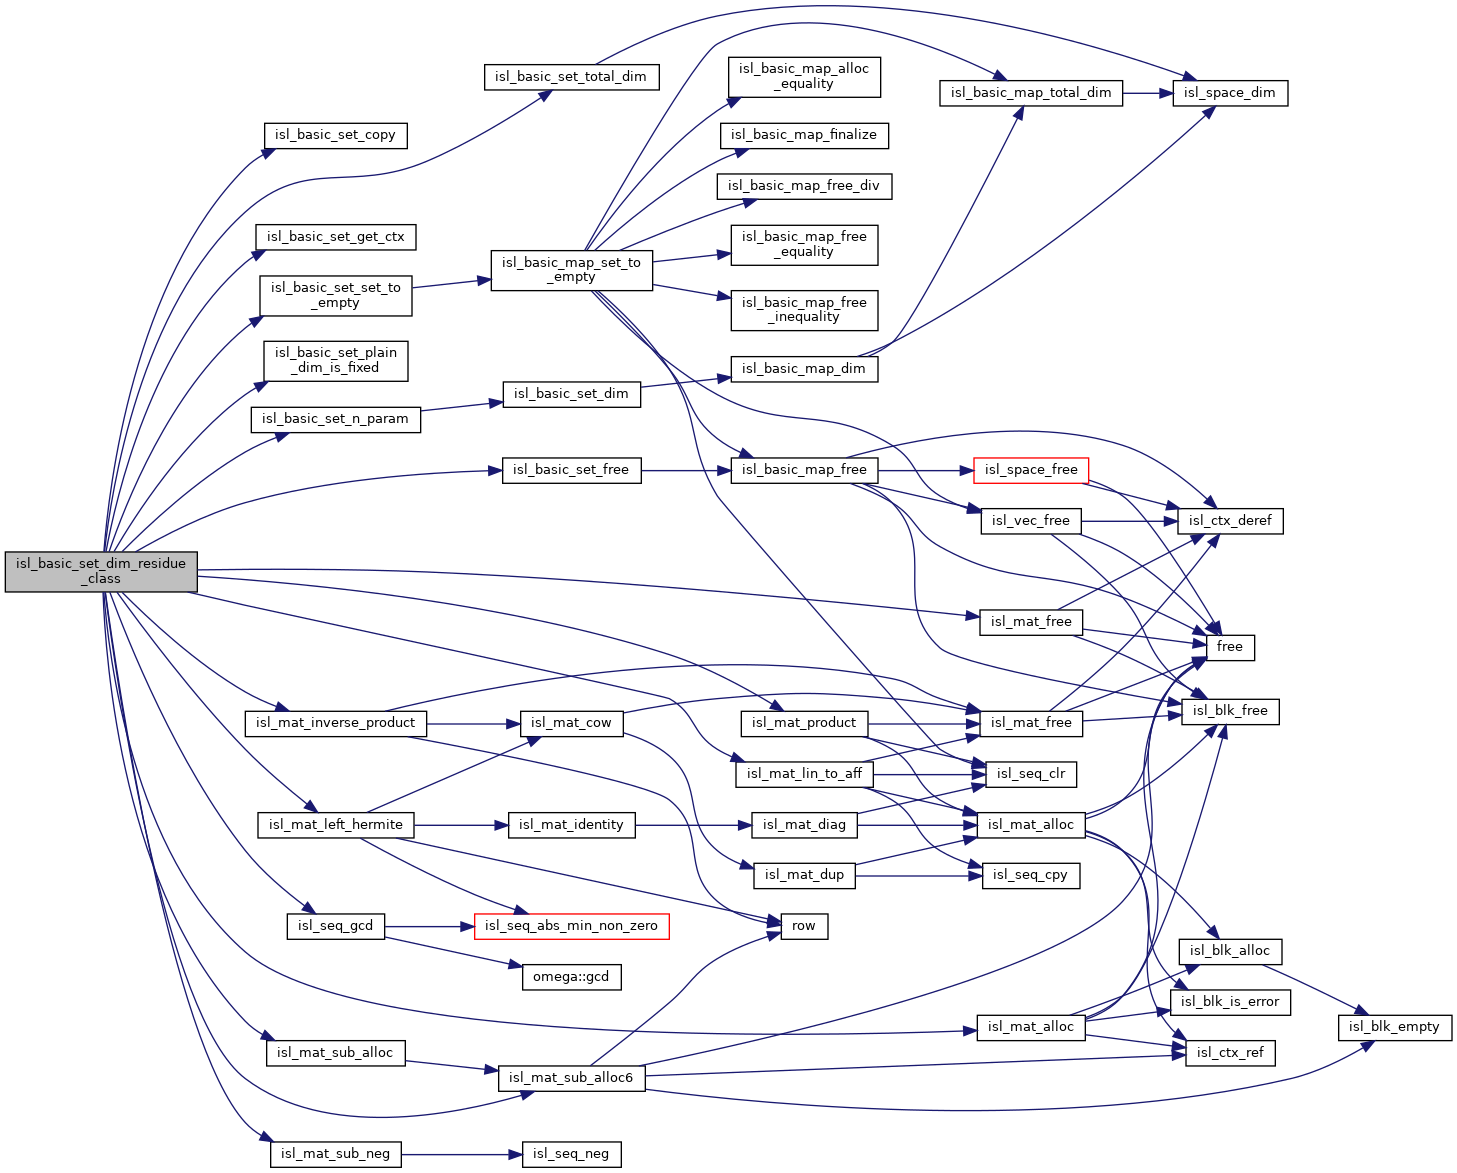 isl_basic_set_dim_residue
_class
isl_basic_set_copy
isl_basic_set_get_ctx
isl_basic_set_set_to
_empty
isl_basic_set_plain
_dim_is_fixed
isl_basic_set_n_param
isl_mat_inverse_product
isl_mat_left_hermite
isl_seq_gcd
isl_mat_sub_alloc
isl_mat_sub_neg
isl_basic_set_total_dim
isl_basic_map_set_to
_empty
isl_basic_set_dim
isl_basic_set_free
isl_mat_cow
isl_mat_identity
isl_seq_abs_min_non_zero
omega::gcd
isl_mat_sub_alloc6
isl_seq_neg
isl_basic_map_alloc
_equality
isl_basic_map_finalize
isl_basic_map_free_div
isl_basic_map_free
_equality
isl_basic_map_free
_inequality
isl_basic_map_dim
isl_basic_map_free
isl_mat_product
isl_mat_lin_to_aff
isl_mat_diag
isl_mat_dup
row
isl_basic_map_total_dim
isl_space_free
isl_vec_free
isl_mat_free
isl_mat_free
isl_seq_clr
isl_mat_alloc
isl_seq_cpy
isl_mat_alloc
isl_space_dim
isl_ctx_deref
free
isl_blk_free
isl_blk_alloc
isl_blk_is_error
isl_ctx_ref
isl_blk_empty